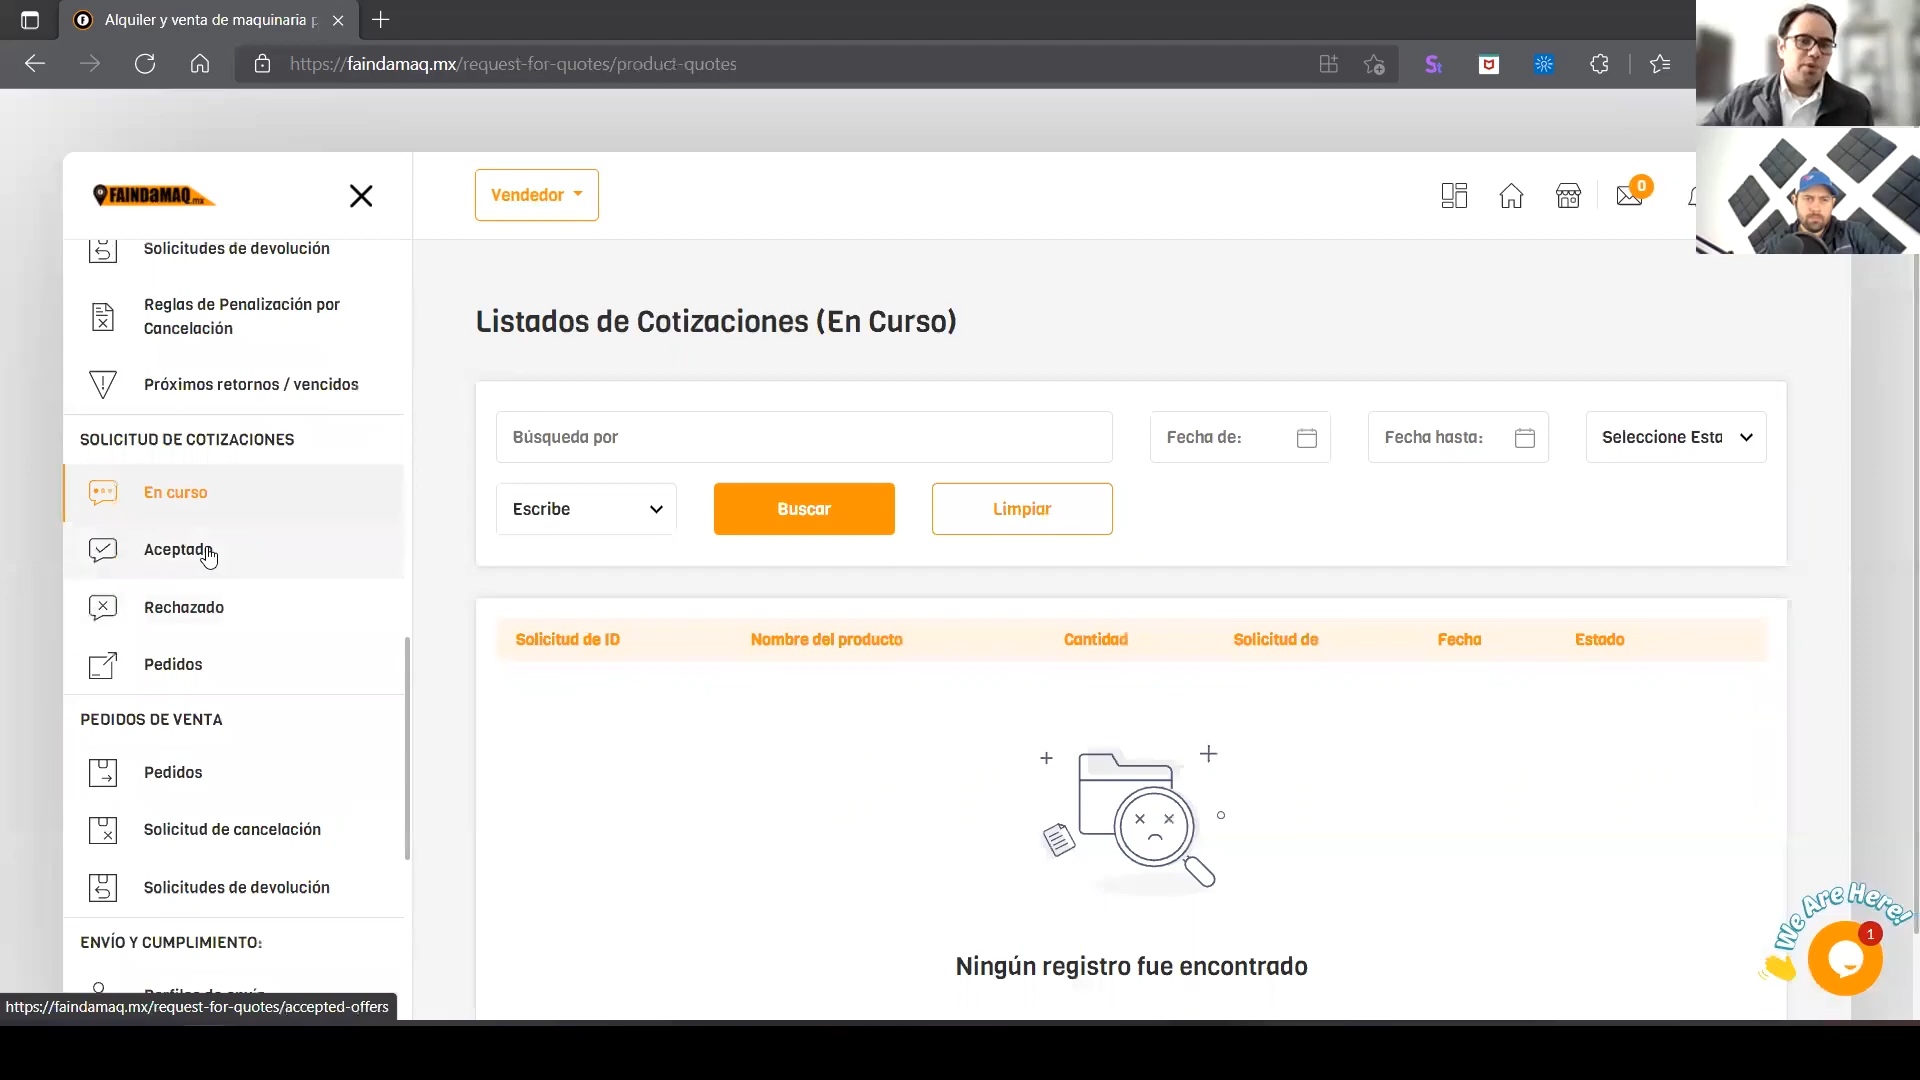 Alquiler y venta de maquinaria p
https://faindamaq.mx/request-for-quotes/product-quotes
FAINDAMAQ.mx
Vendedor
0
Solicitudes de devolución
Reglas de Penalización por
Cancelación
Próximos retornos / vencidos
SOLICITUD DE COTIZACIONES
En curso
Aceptado
Rechazado
Pedidos
PEDIDOS DE VENTA
Pedidos
Solicitud de cancelación
Solicitudes de devolución
ENVÍO Y CUMPLIMIENTO:
Perfiles de envío
https://faindamaq.mx/request-for-quotes/accepted-offers
Listados de Cotizaciones (En Curso)
Búsqueda por
Fecha de:
Fecha hasta:
Seleccione Esta
Escribe
Buscar
Limpiar
Solicitud de ID Nombre del producto Cantidad Solicitud de Fecha Estado
Ningún registro fue encontrado
We Are Here!
1